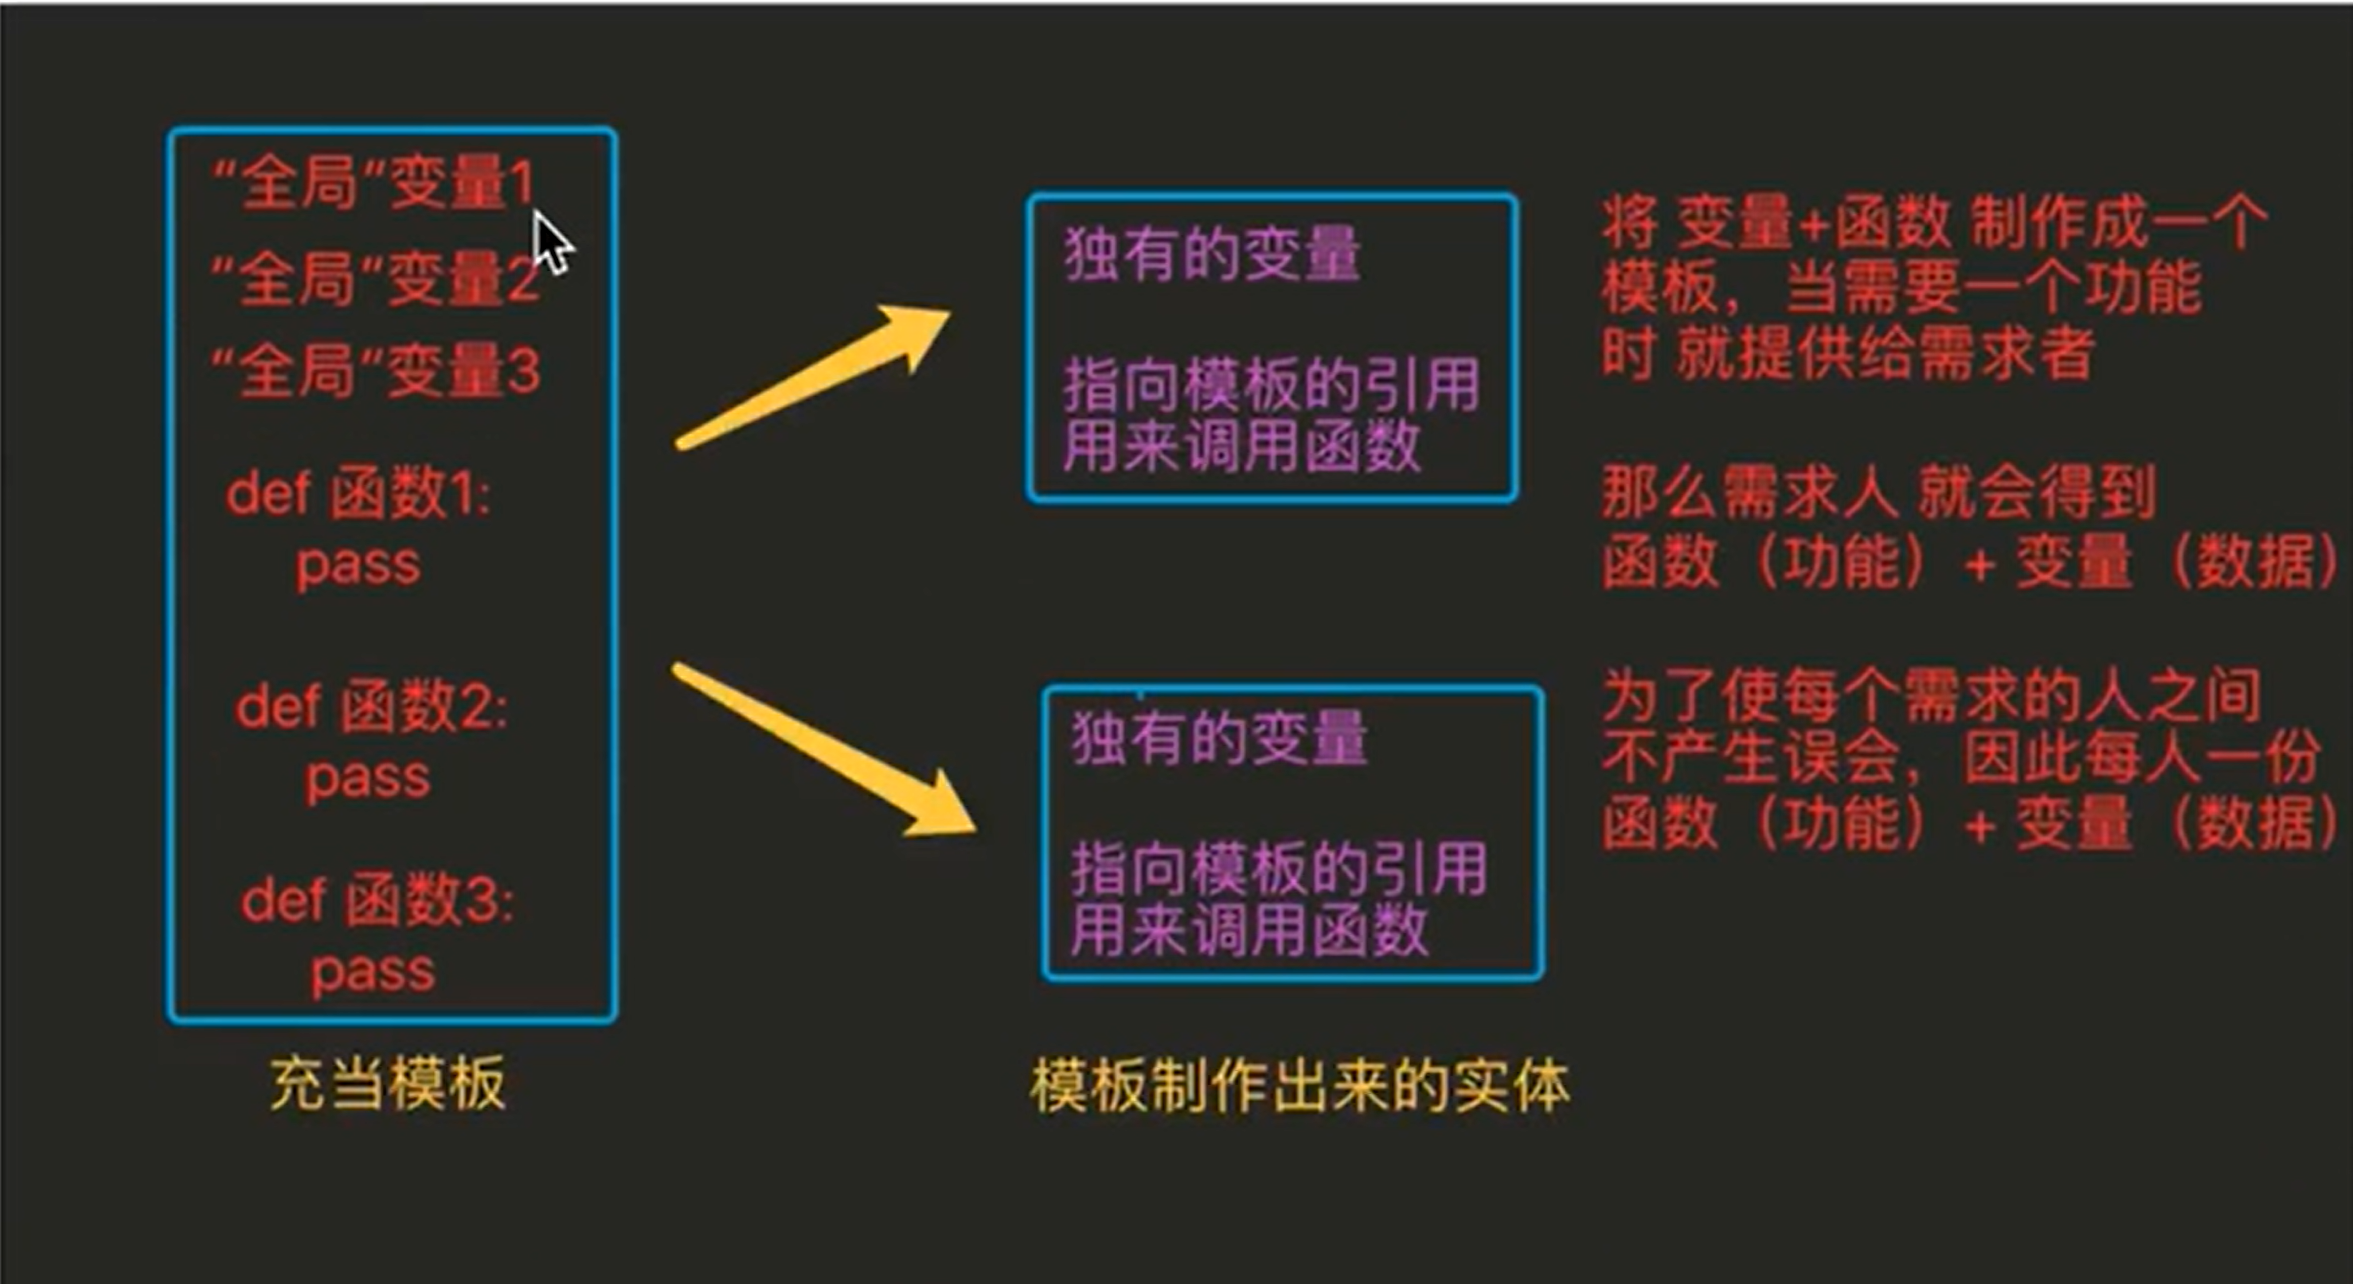 “全局“变量1
“全局“变量2
“全局“变量3
def 函数1:
pass
def 函数2:
pass
def 函数3:
pass
充当模板
独有的变量
指向模板的引用
用来调用函数
独有的变量
指向模板的引用
用来调用函数
模板制作出来的实体
将 变量+函数 制作成一个
模板，当需要一个功能
时 就提供给需求者
那么需求人 就会得到
函数（功能）+ 变量（数据）
为了使每个需求的人之间
不产生误会，因此每人一份
函数（功能）+ 变量（数据）